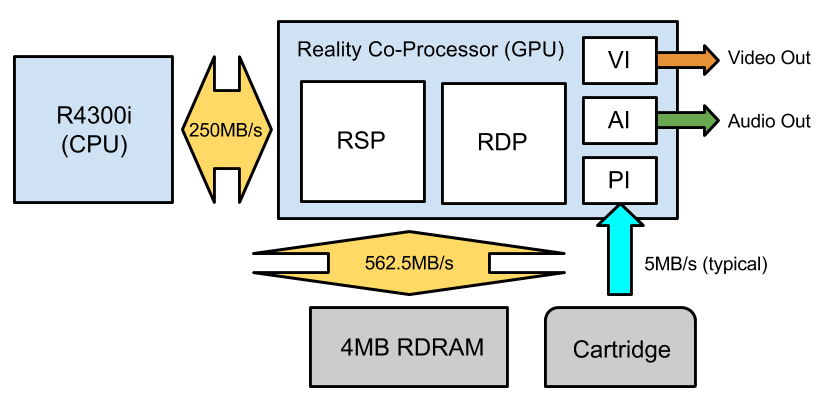 R4300i
(CPU)
250MB/s
Reality Co-Processor (GPU)
RSP
RDP
VI
AI
PI
Video Out
Audio Out
562.5MB/s
5MB/s (typical)
4MB RDRAM
Cartridge